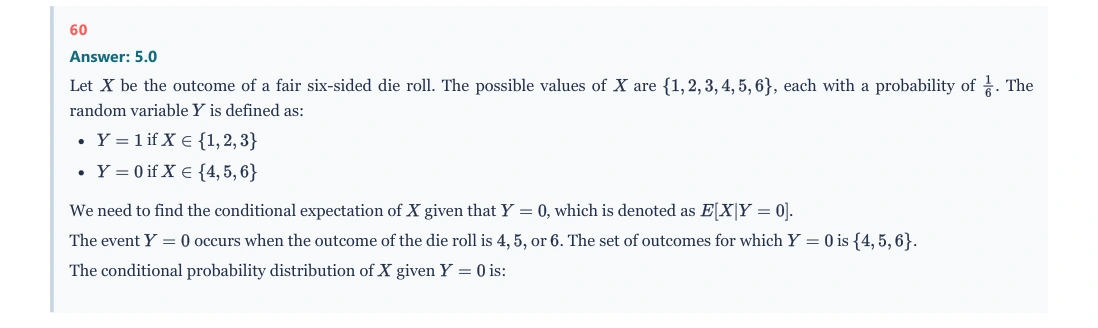 60
Answer: 5.0
Let X be the outcome of a fair six-sided die roll. The possible values of X are {1, 2, 3, 4, 5, 6}, each with a probability of 1/6. The
random variable Y is defined as:
• Y = 1 if X ∈ {1, 2, 3}
• Y = 0 if X ∈ {4, 5, 6}
We need to find the conditional expectation of X given that Y = 0, which is denoted as E[X|Y = 0].
The event Y = 0 occurs when the outcome of the die roll is 4, 5, or 6. The set of outcomes for which Y = 0 is {4, 5, 6}.
The conditional probability distribution of X given Y = 0 is: